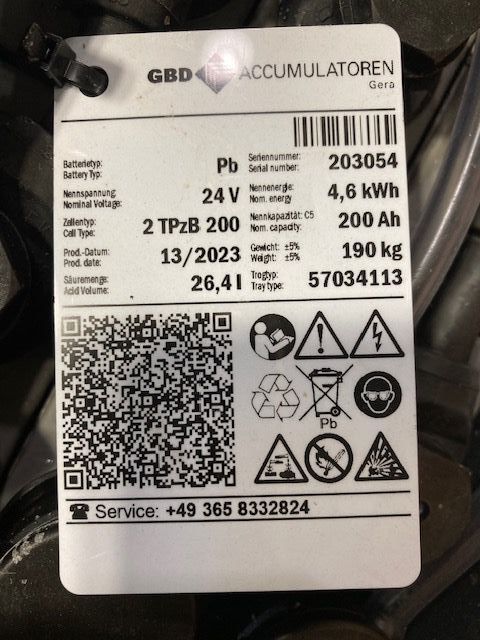 GBD ACCUMULATOREN
Gera
Batterietyp:
Battery Type:
Pb
Seriennummer:
Serial number:
203054
Nennspannung
Nominal Voltage:
24 V
Nennenergie:
Nom. energy
4,6 kWh
Zellentyp:
Cell Type:
2 TPzB 200
Nennkapazität: C5
Nom. capacity:
200 Ah
Prod.-Datum:
Prod. date:
13/2023
Gewicht: ±5%
Weight: ±5%
190 kg
Säuremenge:
Acid Volume:
26,4 l
Trogtyp:
Tray type:
57034113
Pb
Service: +49 365 8332824